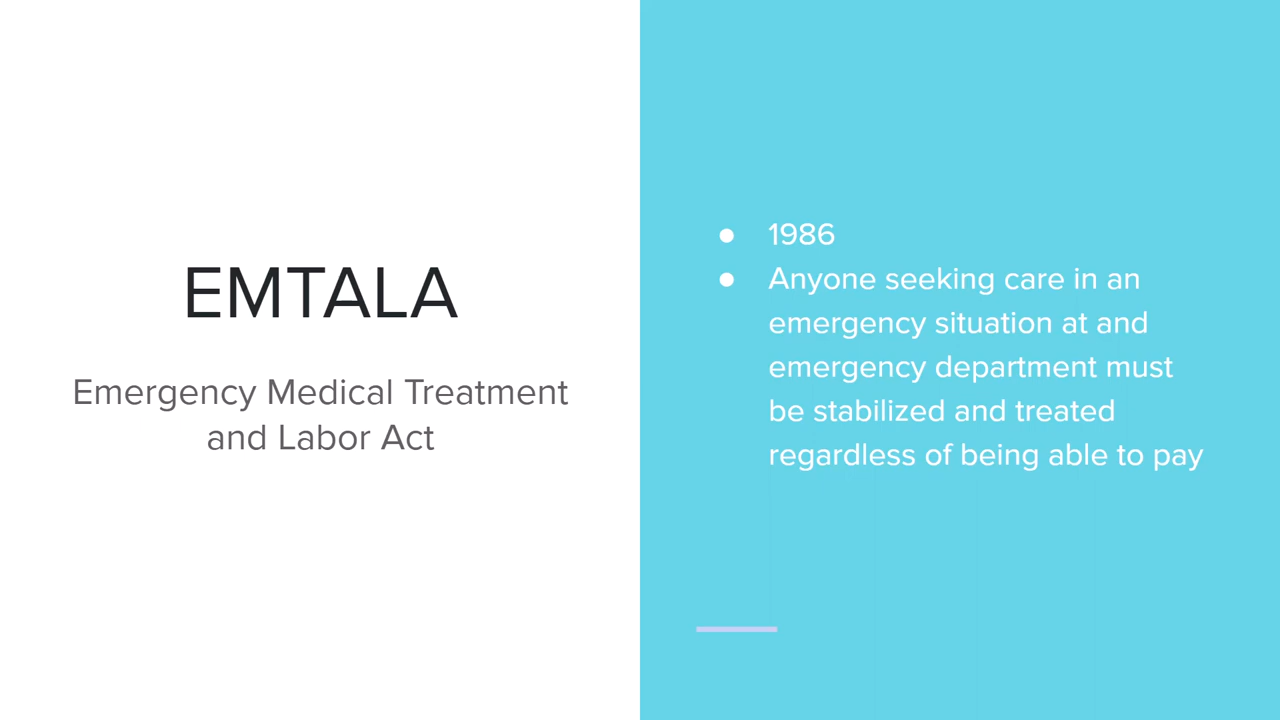 EMTALA
Emergency Medical Treatment
and Labor Act
● 1986
● Anyone seeking care in an
emergency situation at and
emergency department must
be stabilized and treated
regardless of being able to pay